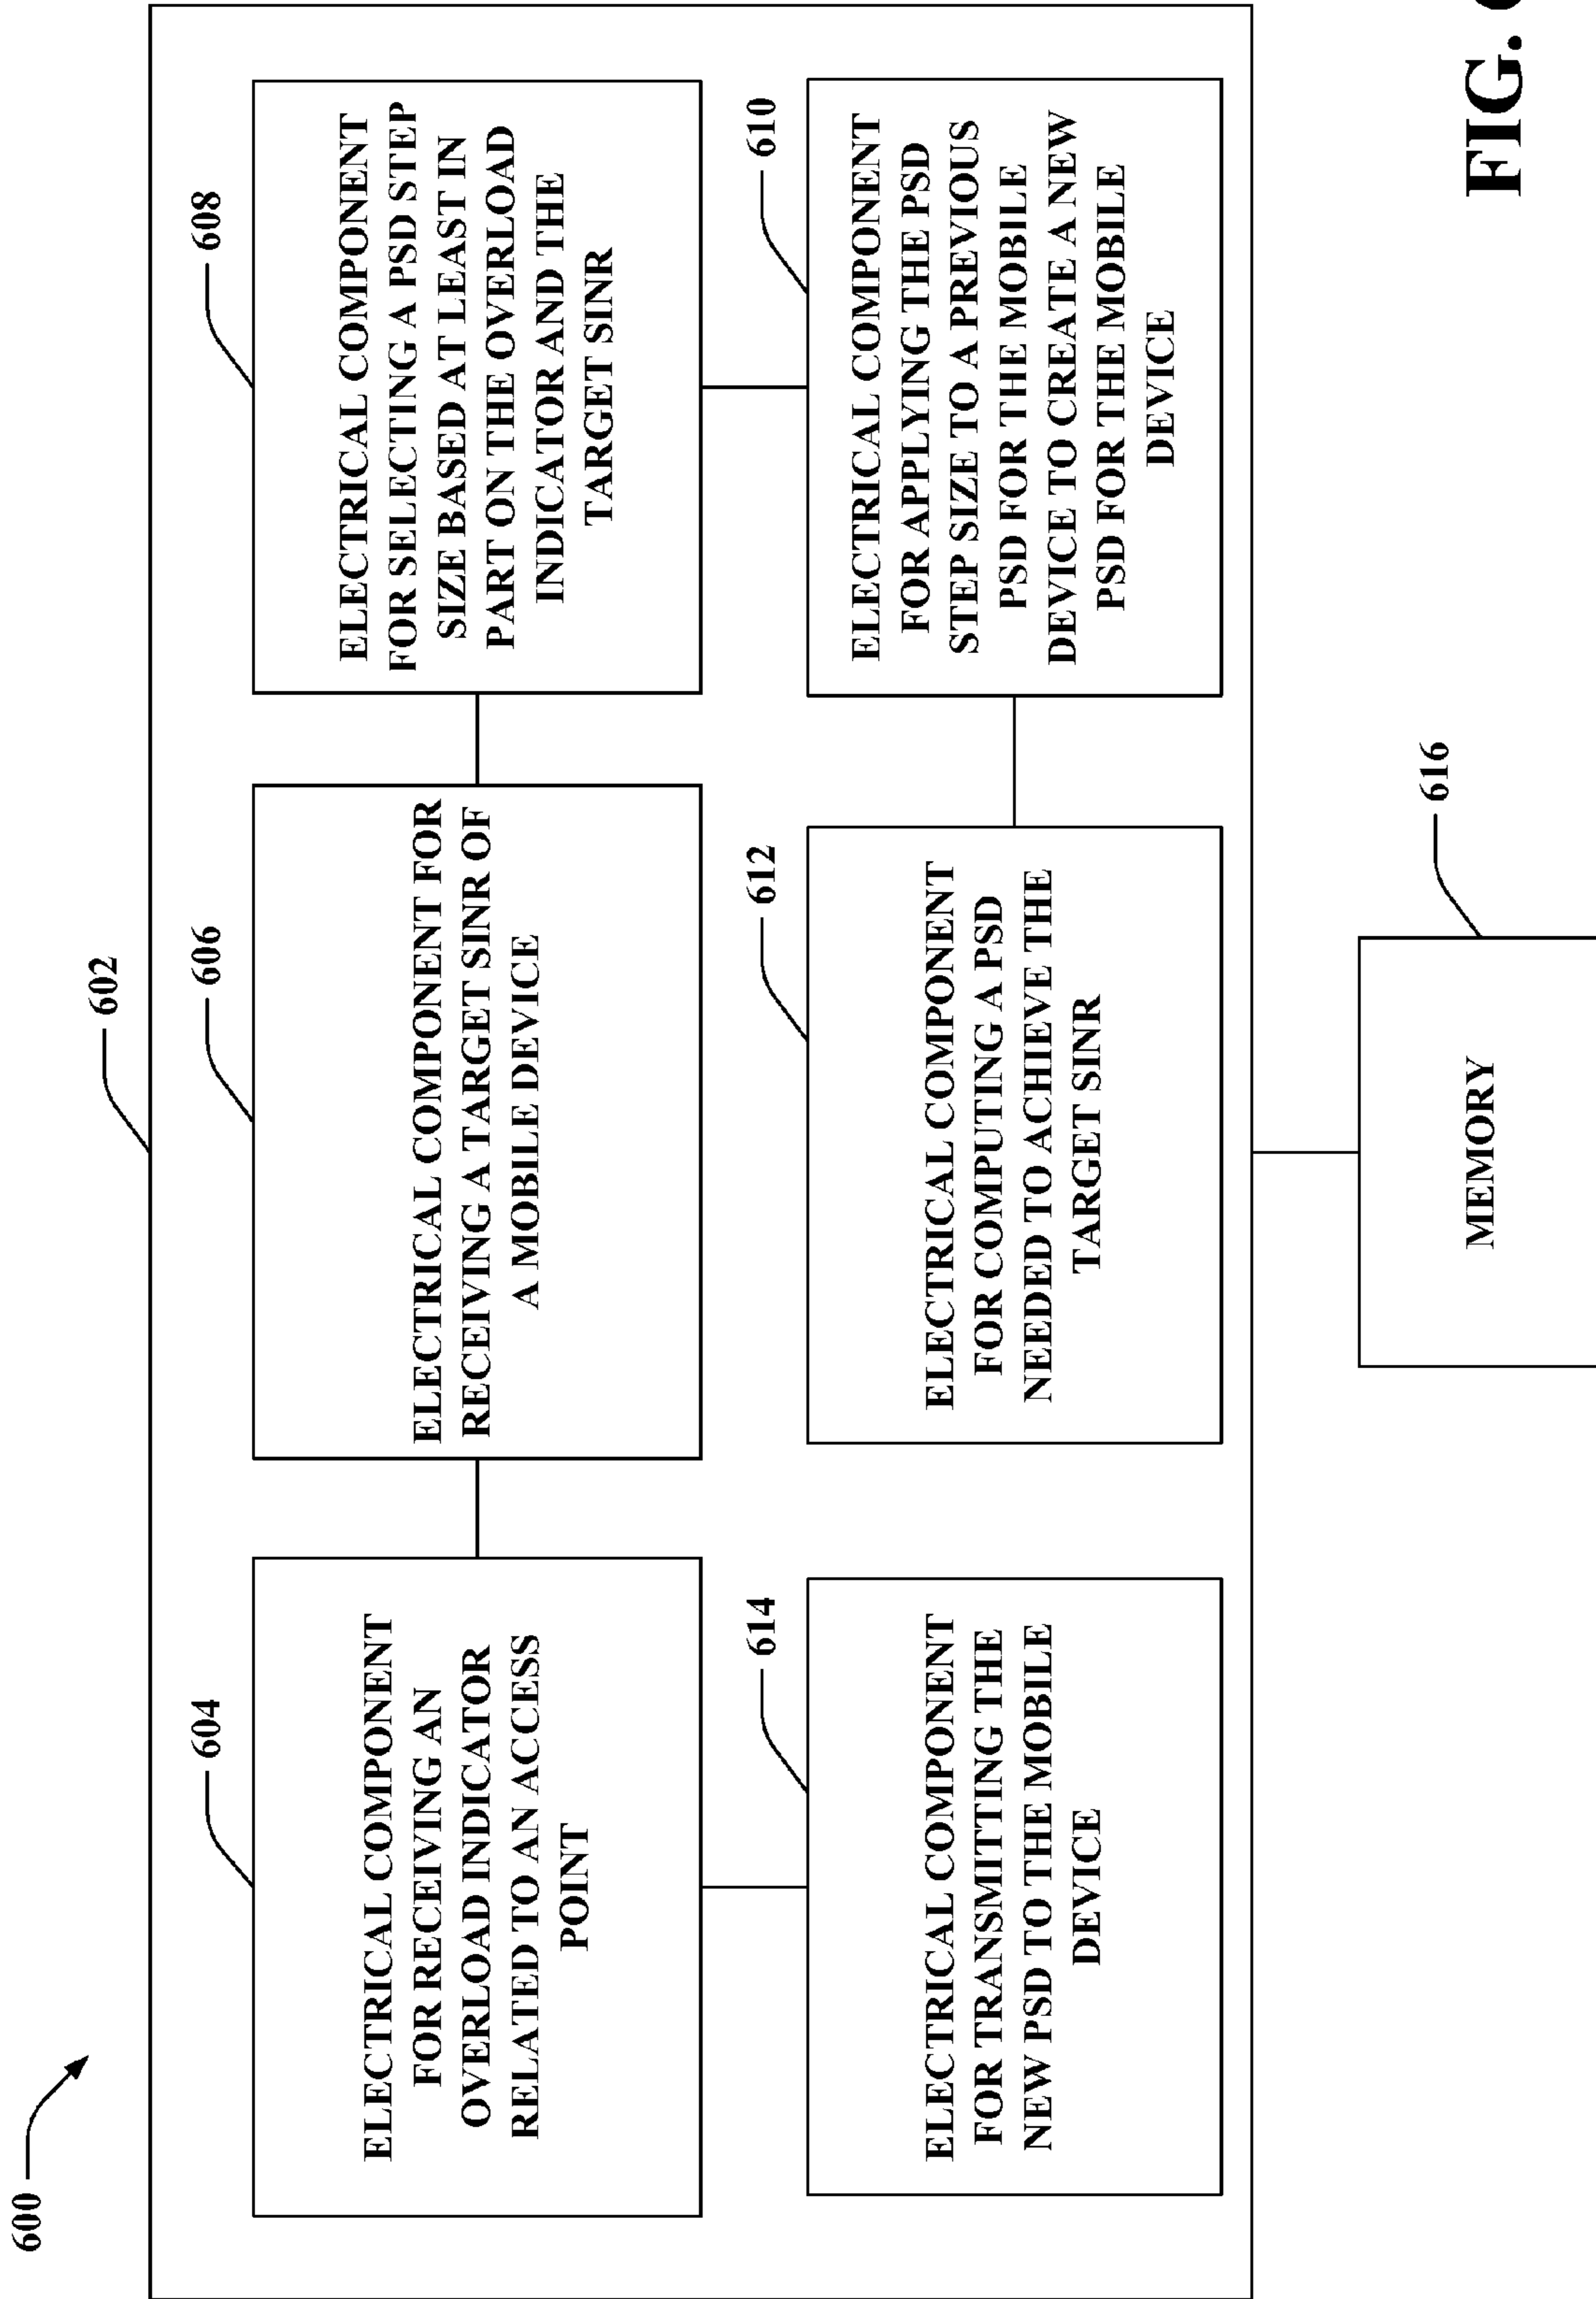 600
602
604
ELECTRICAL COMPONENT
FOR RECEIVING AN
OVERLOAD INDICATOR
RELATED TO AN ACCESS
POINT
606
ELECTRICAL COMPONENT FOR
RECEIVING A TARGET SINR OF
A MOBILE DEVICE
608
ELECTRICAL COMPONENT
FOR SELECTING A PSD STEP
SIZE BASED AT LEAST IN
PART ON THE OVERLOAD
INDICATOR AND THE
TARGET SINR
614
ELECTRICAL COMPONENT
FOR TRANSMITTING THE
NEW PSD TO THE MOBILE
DEVICE
612
ELECTRICAL COMPONENT
FOR COMPUTING A PSD
NEEDED TO ACHIEVE THE
TARGET SINR
610
ELECTRICAL COMPONENT
FOR APPLYING THE PSD
STEP SIZE TO A PREVIOUS
PSD FOR THE MOBILE
DEVICE TO CREATE A NEW
PSD FOR THE MOBILE
DEVICE
616
MEMORY
FIG.